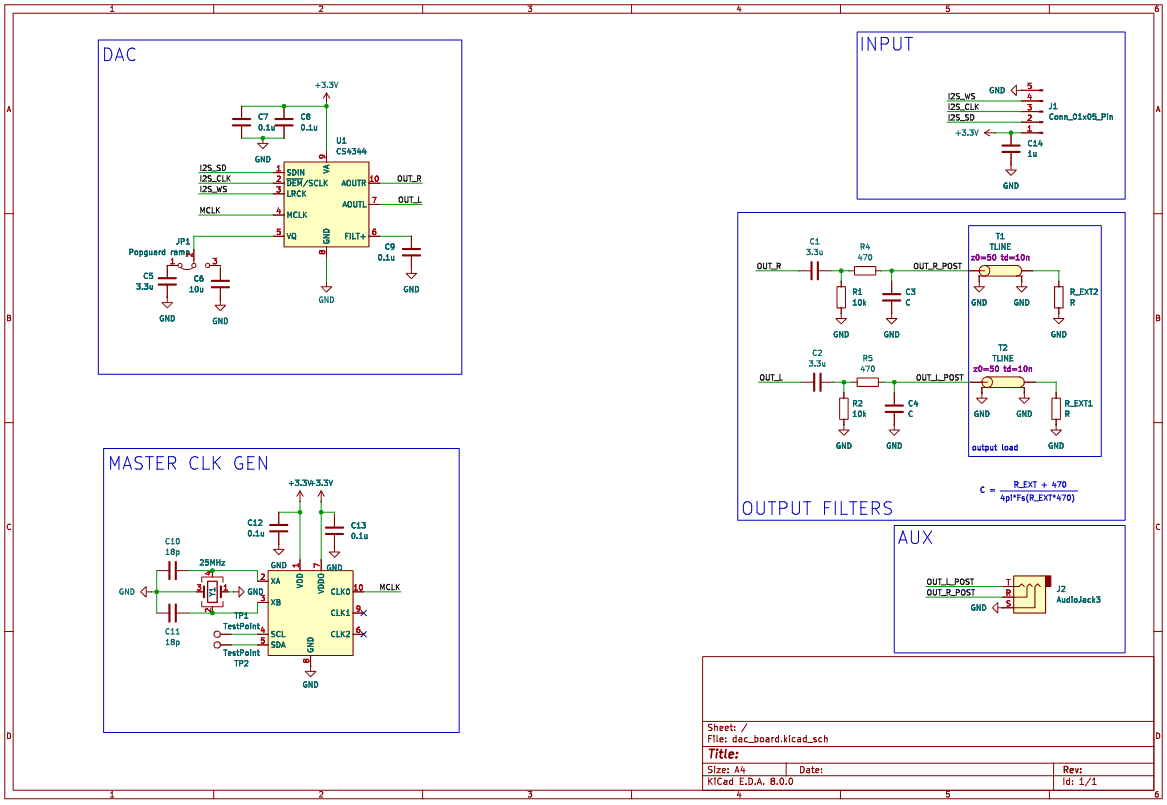 1 2 3 4 5 6
A
B
C
D
DAC
+3.3V
C7
0.1u
C8
0.1u
GND
U1
CS4344
I2S_SD
I2S_CLK
I2S_WS
MCLK
1 SDIN
2 DEM/SCLK
3 LRCK
4 MCLK
5 VQ
9 VA
AOUTR 10
AOUTL 7
FILT+ 6
GND 8
OUT_R
OUT_L
JP1
Popguard ramp
1 2 3
C5
3.3u
C6
10u
GND
GND
GND
C9
0.1u
GND
INPUT
GND
5
I2S_WS
4
I2S_CLK
3
I2S_SD
2
+3.3V
1
J1
Conn_01x05_Pin
C14
1u
GND
OUT_R
C1
3.3u
R4
470
OUT_R_POST
T1
TLINE
z0=50 td=10n
R1
10k
C3
C
GND
GND
GND
GND
R_EXT2
R
GND
OUT_L
C2
3.3u
R5
470
OUT_L_POST
T2
TLINE
z0=50 td=10n
R2
10k
C4
C
GND
GND
GND
GND
R_EXT1
R
GND
output load
C = R_EXT + 470
4pi*Fs(R_EXT*470)
OUTPUT FILTERS
MASTER CLK GEN
+3.3V
+3.3V
C12
0.1u
C13
0.1u
GND
GND
C10
18p
25MHz
Y1
4
3
1
2
GND
GND
C11
18p
TP1
TestPoint
TestPoint
TP2
2 XA
3 XB
4 SCL
5 SDA
1 VDD
7 VDDO
CLK0 10
CLK1 9
CLK2 6
GND 8
MCLK
GND
AUX
OUT_L_POST
OUT_R_POST
GND
T
R
S
J2
AudioJack3
Sheet: /
File: dac_board.kicad_sch
Title:
Size: A4
Date:
Rev:
KiCad E.D.A. 8.0.0
Id: 1/1
1 2 3 4 5 6
A
B
C
D